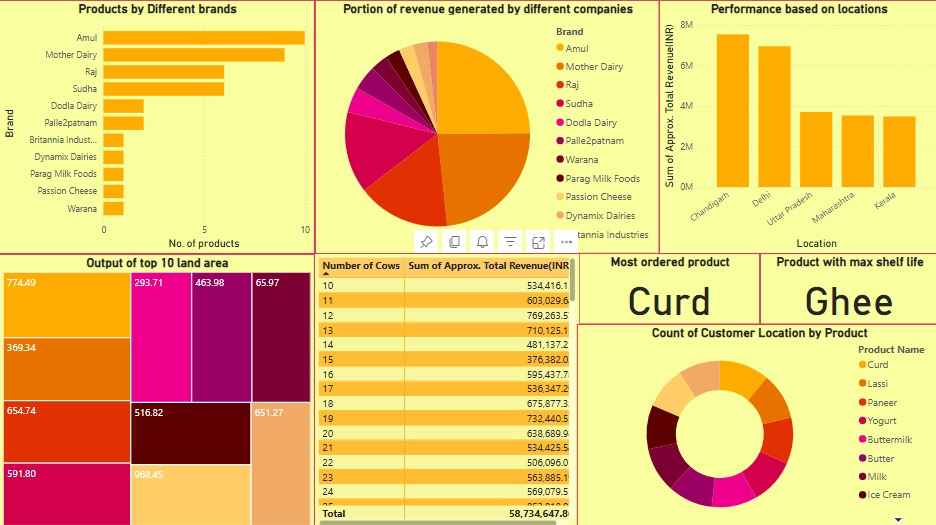 Products by Different brands
Brand
Amul
Mother Dairy
Raj
Sudha
Dodla Dairy
Palle2patnam
Britannia Indust...
Dynamix Dairies
Parag Milk Foods
Passion Cheese
Warana
0 5 10
No. of products
Portion of revenue generated by different companies
Brand
Amul
Mother Dairy
Raj
Sudha
Dodla Dairy
Palle2patnam
Warana
Parag Milk Foods
Passion Cheese
Dynamix Dairies
tannia Industries
Performance based on locations
Sum of Approx. Total Revenue(INR)
8M
6M
4M
2M
0M
Chandigarh
Delhi
Uttar Pradesh
Maharashtra
Kerala
Location
Output of top 10 land area
774.49
369.34
654.74
591.80
293.71
463.98
65.97
516.82
968.45
651.27
Number of Cows Sum of Approx. Total Revenue(INR
10 534,416.1
11 603,029.6
12 769,263.5
13 710,125.1
14 481,137.2
15 376,382.0
16 595,437.7
17 536,347.2
18 675,877.3
19 732,440.5
20 638,689.9
21 534,425.5
22 506,096.0
23 563,885.1
24 569,079.5
Total 58,734,647.8
Most ordered product
Curd
Product with max shelf life
Ghee
Count of Customer Location by Product
Product Name
Curd
Lassi
Paneer
Yogurt
Buttermilk
Butter
Milk
Ice Cream